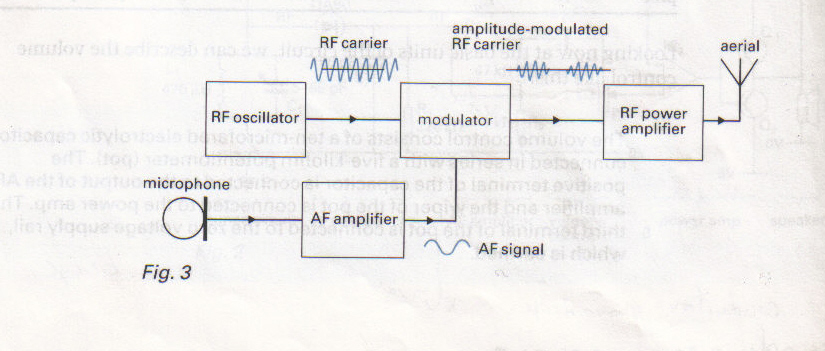 RF carrier
amplitude-modulated
RF carrier
aerial
RF oscillator
modulator
RF power
amplifier
microphone
AF amplifier
AF signal
Fig. 3